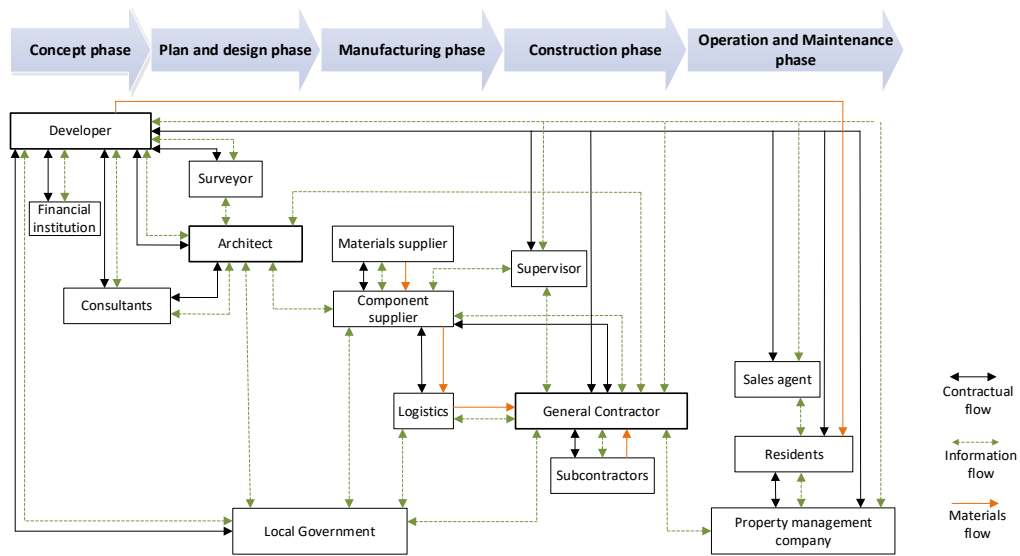 Concept phase
Plan and design phase
Manufacturing phase
Construction phase
Operation and Maintenance
phase
Developer
Surveyor
Financial
institution
Architect
Materials supplier
Supervisor
Consultants
Component
supplier
Sales agent
Logistics
General Contractor
Contractual
flow
Residents
Information
flow
Subcontractors
Local Government
Property management
company
Materials
flow